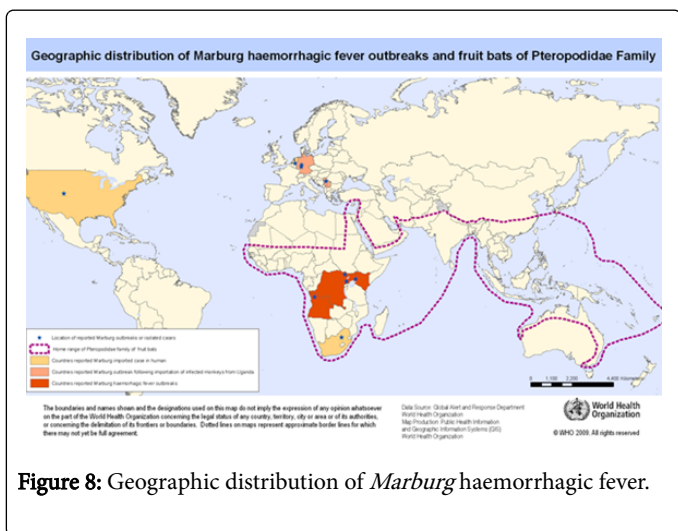 Geographic distribution of Marburg haemorrhagic fever outbreaks and fruit bats of Pteropodidae Family
Location of reported Marburg outbreaks or isolated cases
Home range of Pteropodidae family of fruit bats
Countries reported Marburg imported case in human
Countries reported Marburg outbreak following importation of infected monkeys from Uganda
Countries reported Marburg haemorrhagic fever outbreaks
0 1,100 2,200 4,400 Kilometers
The boundaries and names shown and the designations used on this map do not imply the expression of any opinion whatsoever
on the part of the World Health Organization concerning the legal status of any country, territory, city or area or of its authorities,
or concerning the delimitation of its frontiers or boundaries. Dotted lines on maps represent approximate border lines for which
there may not yet be full agreement.
Data Source: Global Alert and Response Department
World Health Organization
Map Production: Public Health Information
and Geographic Information Systems (GIS)
World Health Organization
World Health
Organization
© WHO 2009. All rights reserved
Figure 8: Geographic distribution of Marburg haemorrhagic fever.